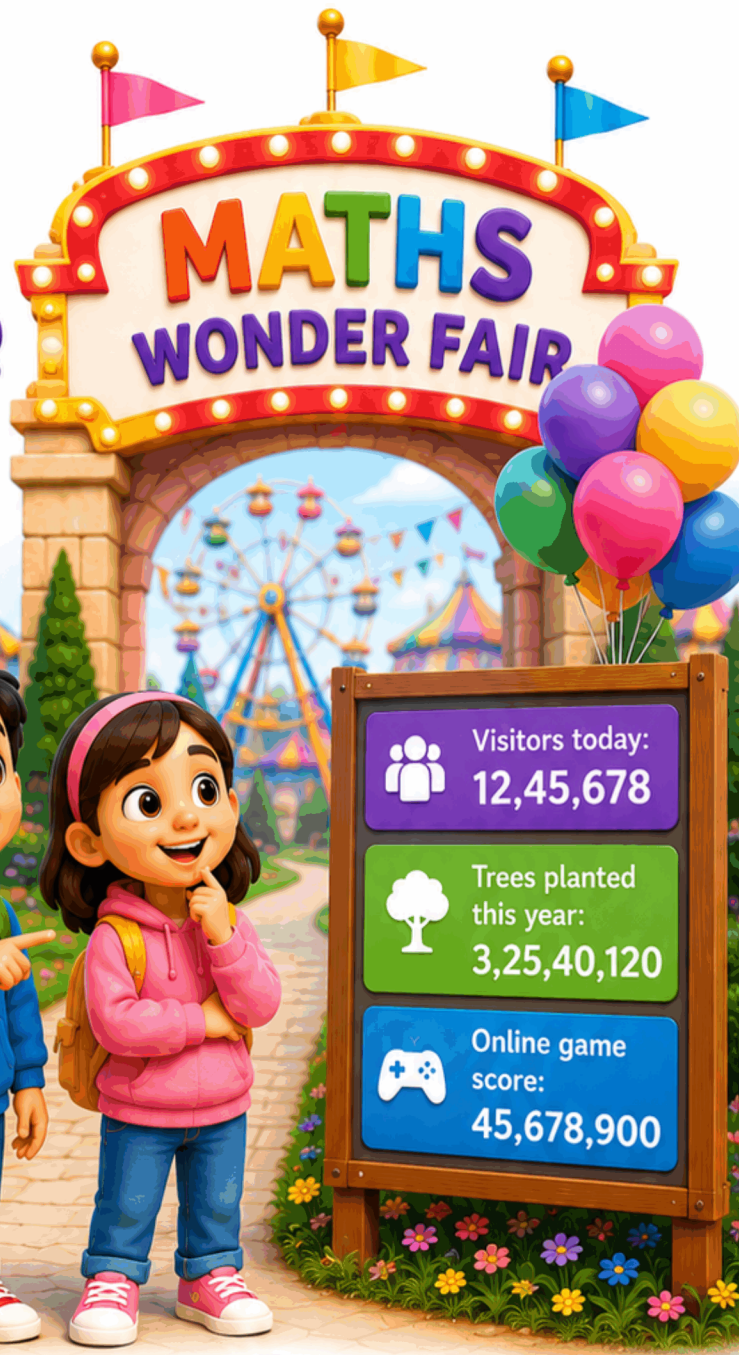 MATHS
WONDER FAIR
Visitors today:
12,45,678
Trees planted
this year:
3,25,40,120
Online game
score:
45,678,900